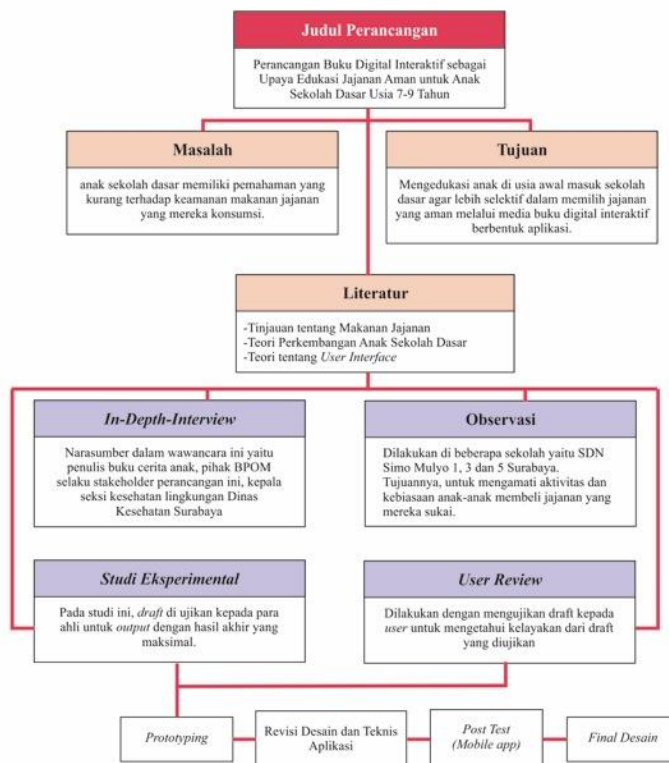 Judul Perancangan
Perancangan Buku Digital Interaktif sebagai
Upaya Edukasi Jajanan Aman untuk Anak
Sekolah Dasar Usia 7-9 Tahun
Masalah
anak sekolah dasar memiliki pemahaman yang
kurang terhadap keamanan makanan jajanan
yang mereka konsumsi.
Tujuan
Mengedukasi anak di usia awal masuk sekolah
dasar agar lebih selektif dalam memilih jajanan
yang aman melalui media buku digital interaktif
berbentuk aplikasi.
Literatur
-Tinjauan tentang Makanan Jajanan
-Teori Perkembangan Anak Sekolah Dasar
-Teori tentang User Interface
In-Depth-Interview
Narasumber dalam wawancara ini yaitu
penulis buku cerita anak, pihak BPOM
selaku stakeholder perancangan ini, kepala
seksi kesehatan lingkungan Dinas
Kesehatan Surabaya
Observasi
Dilakukan di beberapa sekolah yaitu SDN
Simo Mulyo 1, 3 dan 5 Surabaya.
Tujuannya, untuk mengamati aktivitas dan
kebiasaan anak-anak membeli jajanan yang
mereka sukai.
Studi Eksperimental
Pada studi ini, draft di ujikan kepada para
ahli untuk output dengan hasil akhir yang
maksimal.
User Review
Dilakukan dengan mengujikan draft kepada
user untuk mengetahui kelayakan dari draft
yang diujikan
Prototyping
Revisi Desain dan Teknis
Aplikasi
Post Test
(Mobile app)
Final Desain